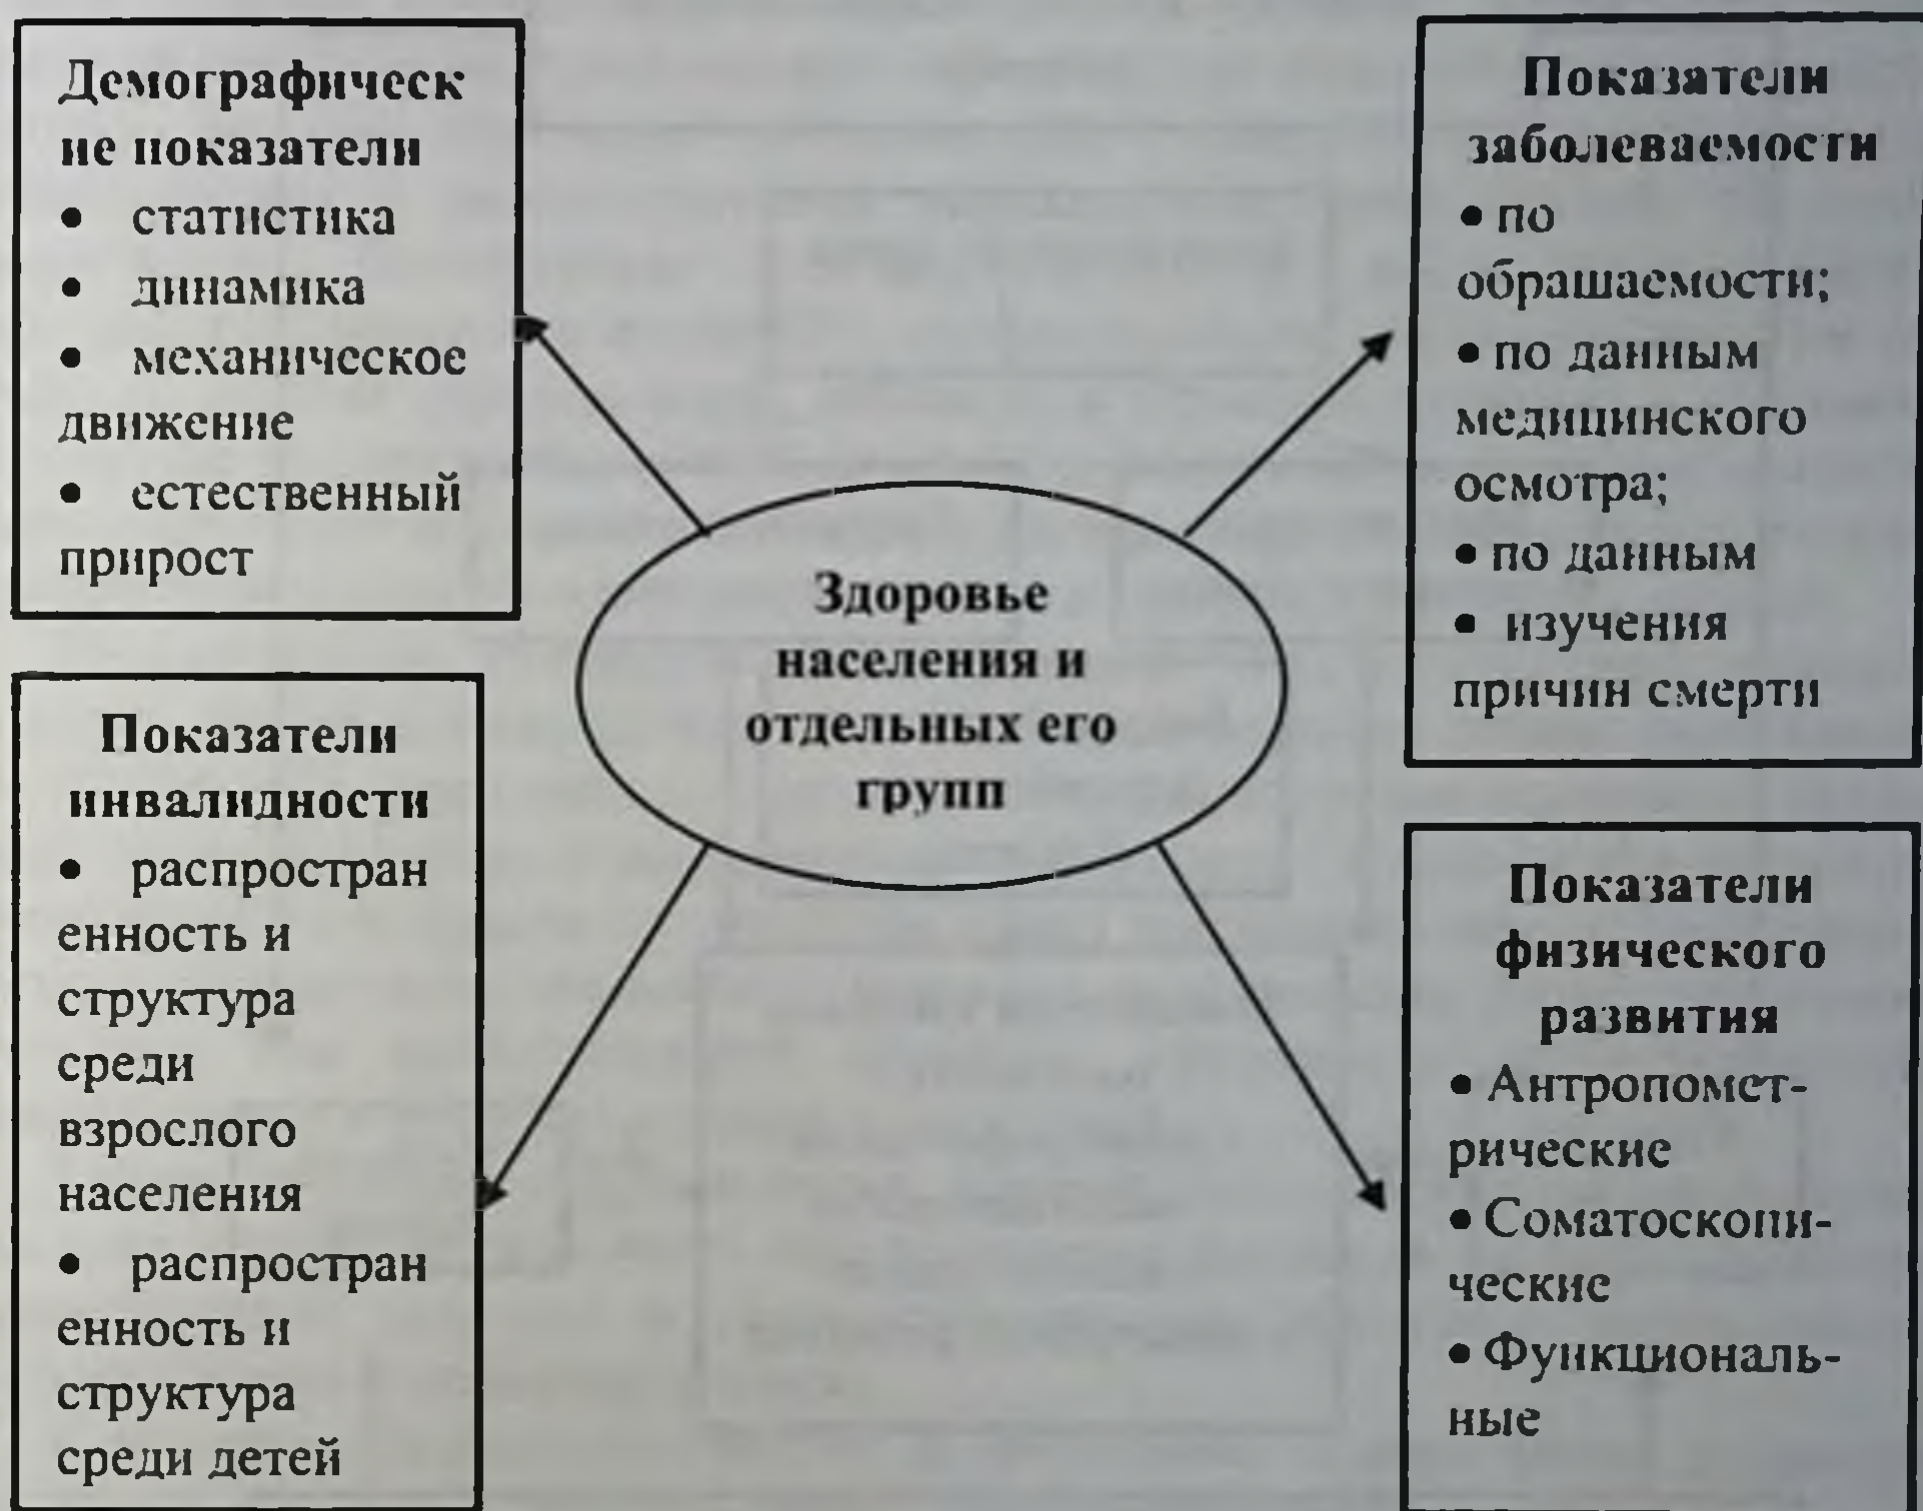 Демографическ
ие показатели
• статистика
• динамика
• механическое
движение
• естественный
прирост
Показатели
заболеваемости
• по
обращаемости;
• по данным
медицинского
осмотра;
• по данным
• изучения
причин смерти
Здоровье
населения и
отдельных его
групп
Показатели
инвалидности
• распростран
енность и
структура
среди
взрослого
населения
• распростран
енность и
структура
среди детей
Показатели
физического
развития
• Антропомет-
рические
• Соматоскопи-
ческие
• Функциональ-
ные